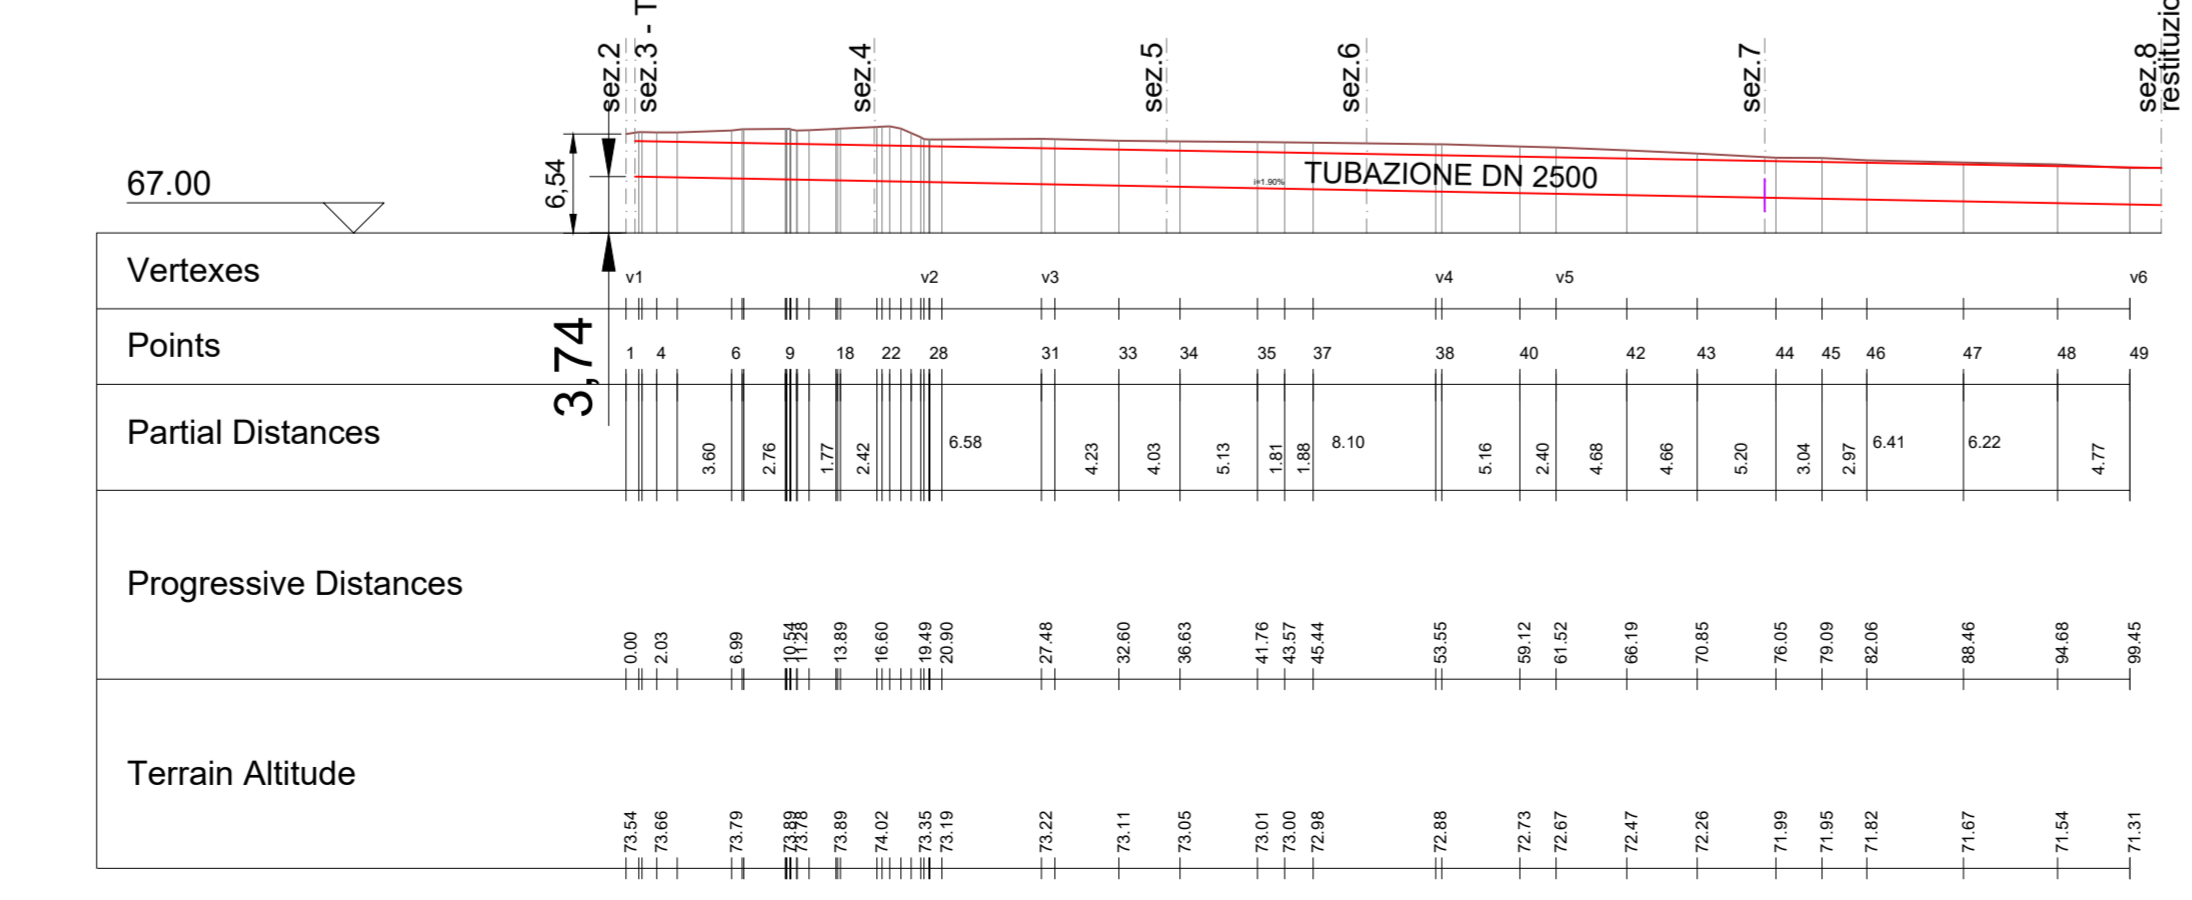 sez.2
sez.3 - T
sez.4
sez.5
sez.6
sez.7
sez.8
restituzio
6,54
67.00
i=1.90%
TUBAZIONE DN 2500
3,74
Vertexes
v1 v2 v3 v4 v5 v6
Points
1 4 6 9 18 22 28 31 33 34 35 37 38 40 42 43 44 45 46 47 48 49
Partial Distances
3.60 2.76 1.77 2.42 6.58 4.23 4.03 5.13 1.81 1.88 8.10 5.16 2.40 4.68 4.66 5.20 3.04 2.97 6.41 6.22 4.77
Progressive Distances
0.00 2.03 6.99 10.54 11.28 13.89 16.60 19.49 20.90 27.48 32.60 36.63 41.76 43.57 45.44 53.55 59.12 61.52 66.19 70.85 76.05 79.09 82.06 88.46 94.68 99.45
Terrain Altitude
73.54 73.66 73.79 73.89 73.78 73.89 74.02 73.35 73.19 73.22 73.11 73.05 73.01 73.00 72.98 72.88 72.73 72.67 72.47 72.26 71.99 71.95 71.82 71.67 71.54 71.31